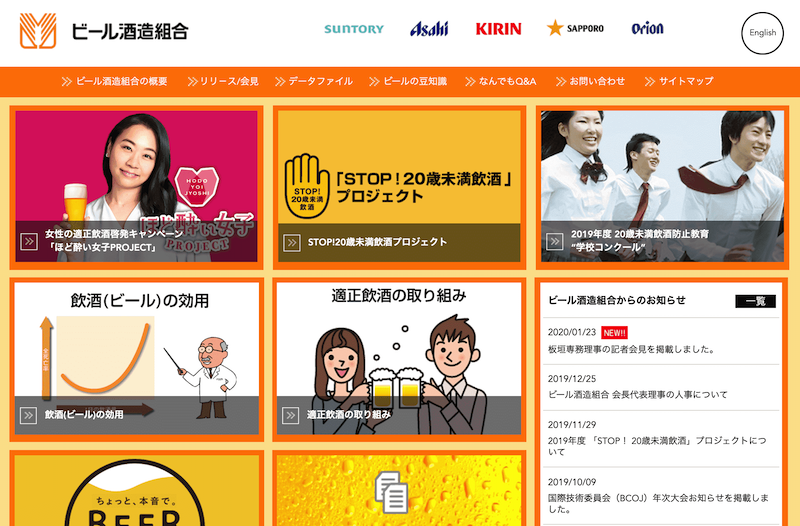 ビール酒造組合
SUNTORY
Asahi
KIRIN
SAPPORO
Orion
English
ビール酒造組合の概要
リリース/会見
データファイル
ビールの豆知識
なんでもQ&A
お問い合わせ
サイトマップ
HODO
YOI
JYOSHI
ほど酔い女子
PROJECT
女性の適正飲酒啓発キャンペーン
「ほど酔い女子PROJECT」
STOP!
20歳未満
飲酒
「STOP！20歳未満飲酒」
プロジェクト
STOP!20歳未満飲酒プロジェクト
2019年度 20歳未満飲酒防止教育
“学校コンクール”
飲酒(ビール)の効用
全死亡率
飲酒(ビール)の効用
適正飲酒の取り組み
適正飲酒の取り組み
ビール酒造組合からのお知らせ
一覧
2020/01/23 NEW!!
板垣専務理事の記者会見を掲載しました。
2019/12/25
ビール酒造組合 会長代表理事の人事について
2019/11/29
2019年度 「STOP！ 20歳未満飲酒」プロジェクトにつ
いて
2019/10/09
国際技術委員会（BCOJ）年次大会お知らせを掲載しま
した。
ちょっと、本音で。
BEER